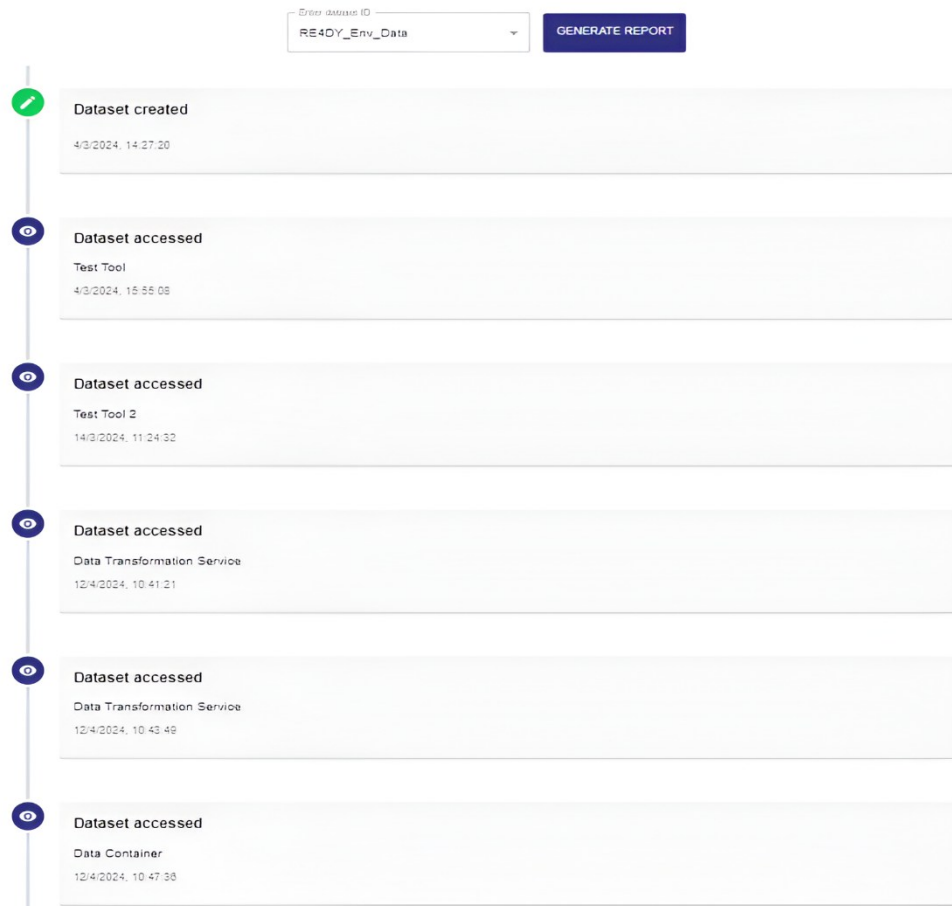 Enter dataset ID
RE4DY_Env_Data
GENERATE REPORT
Dataset created
4/3/2024, 14:27:20
Dataset accessed
Test Tool
4/3/2024, 15:55:08
Dataset accessed
Test Tool 2
14/3/2024, 11:24:32
Dataset accessed
Data Transformation Service
12/4/2024, 10:41:21
Dataset accessed
Data Transformation Service
12/4/2024, 10:43:49
Dataset accessed
Data Container
12/4/2024, 10:47:36